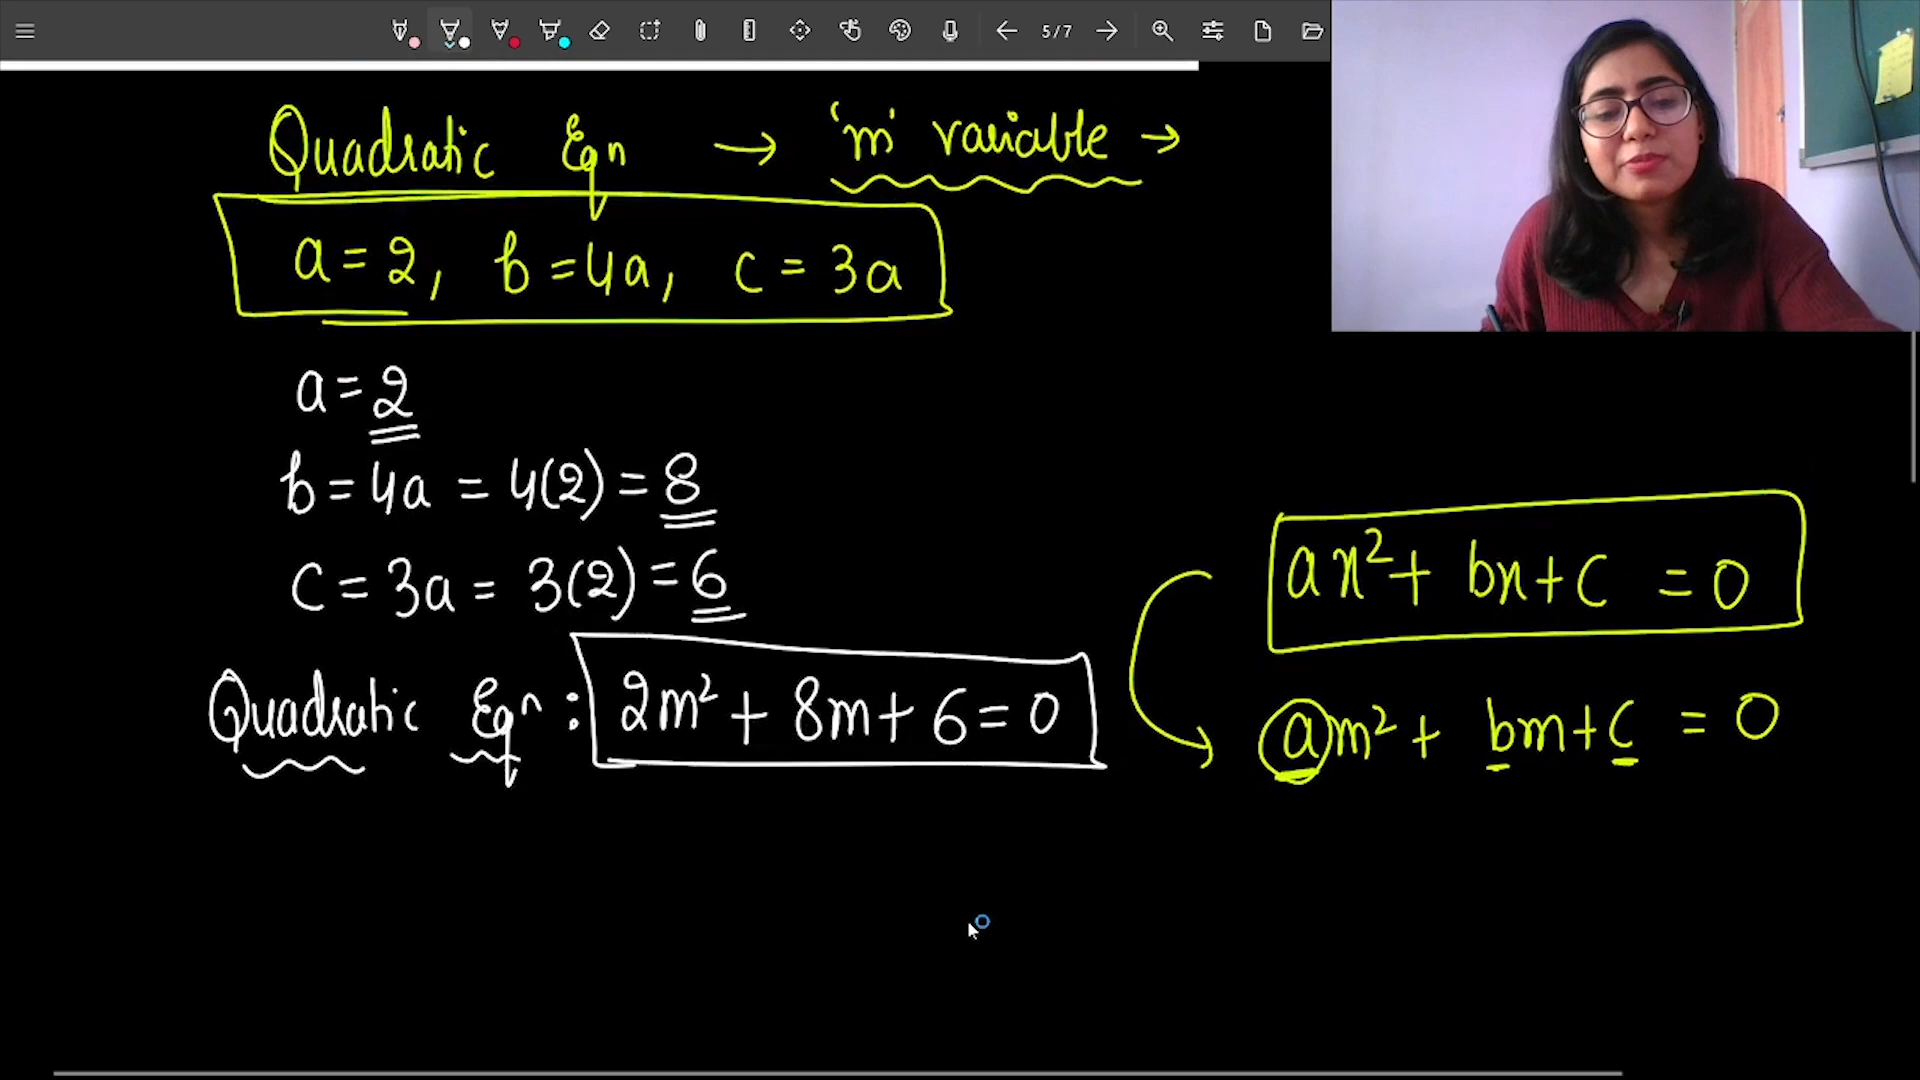 5/7
Quadratic Eqn → 'm' variable →
a = 2, b = 4a, c = 3a
a = 2
b = 4a = 4(2) = 8
c = 3a = 3(2) = 6
ax² + bx + c = 0
Quadratic Eqⁿ : 2m² + 8m + 6 = 0
am² + bm + c = 0